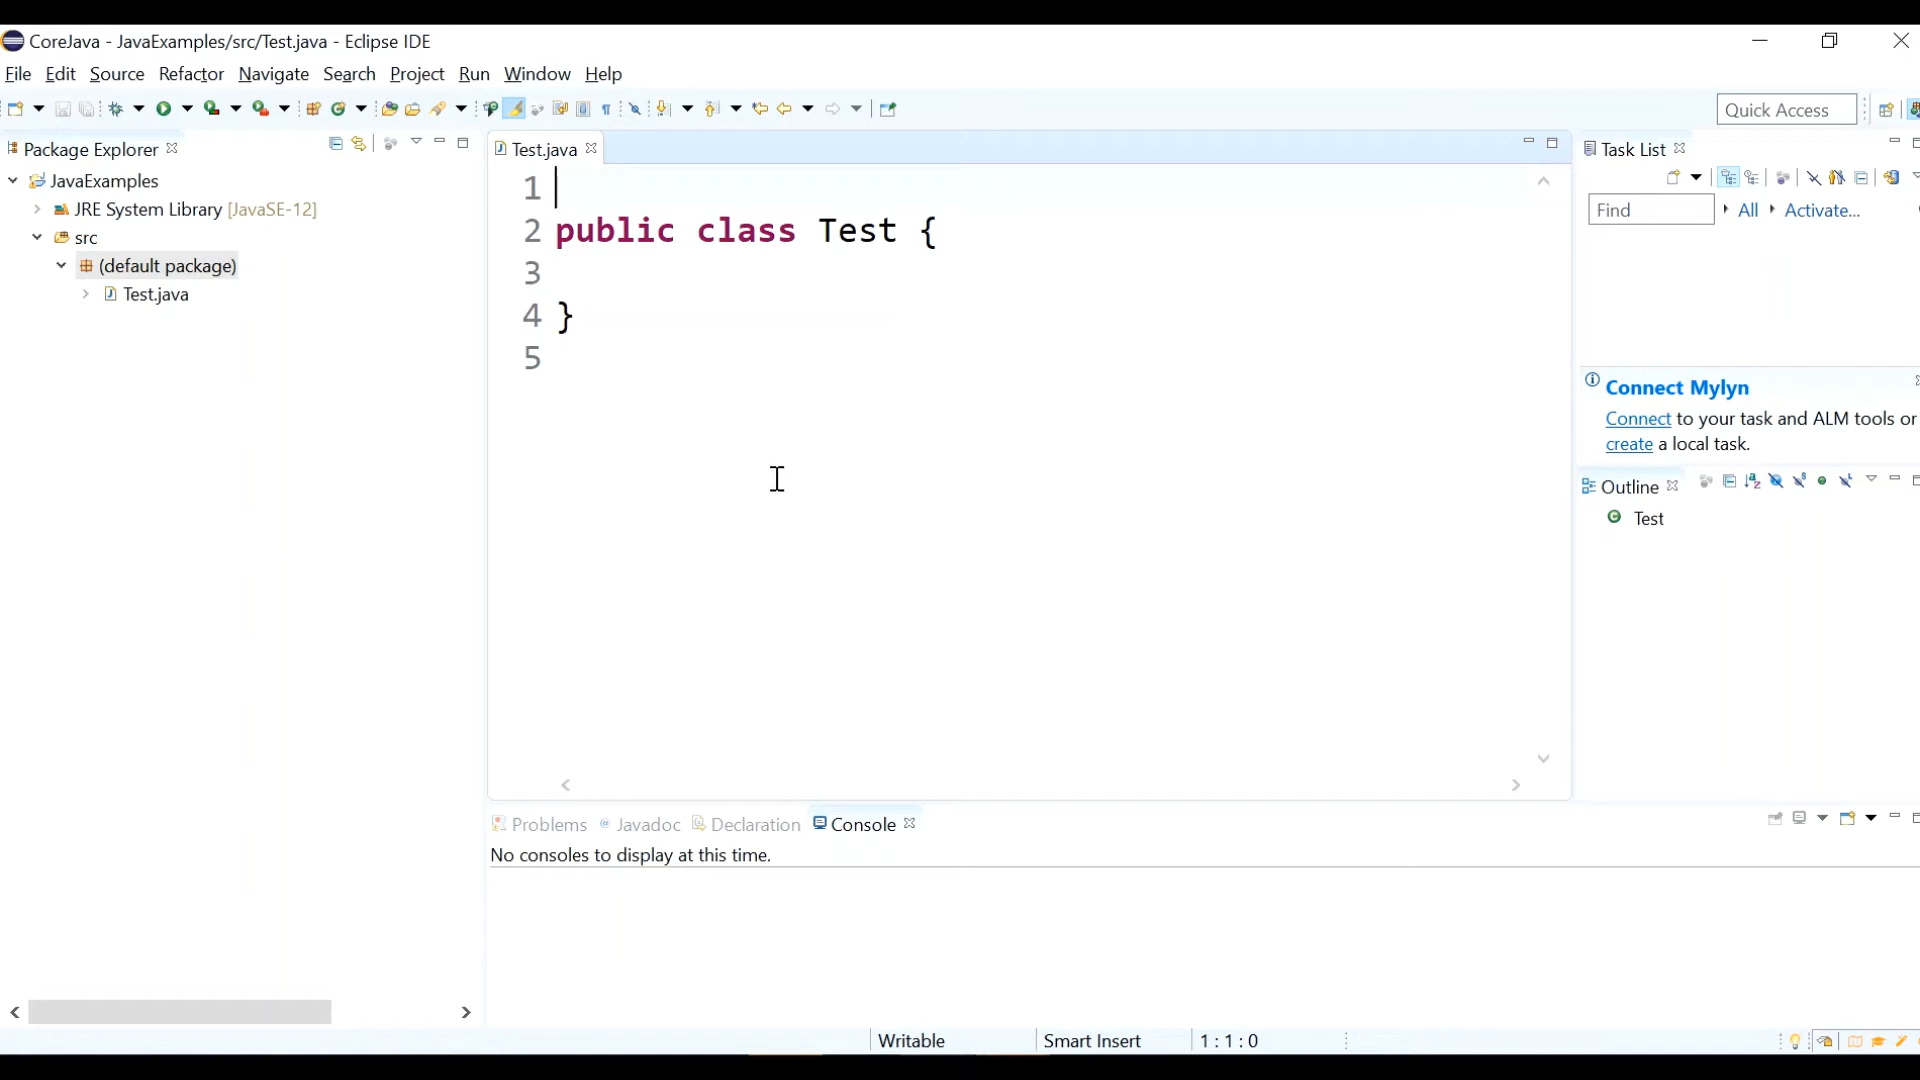 CoreJava - JavaExamples/src/Test.java - Eclipse IDE
File Edit Source Refactor Navigate Search Project Run Window Help
Quick Access
Package Explorer
JavaExamples
JRE System Library [JavaSE-12]
src
(default package)
Test.java
Test.java
1
2 public class Test {
3
4 }
5
Task List
Find
All
Activate...
Connect Mylyn
Connect to your task and ALM tools or
create a local task.
Outline
Test
Problems @ Javadoc Declaration Console
No consoles to display at this time.
Writable Smart Insert 1 : 1 : 0